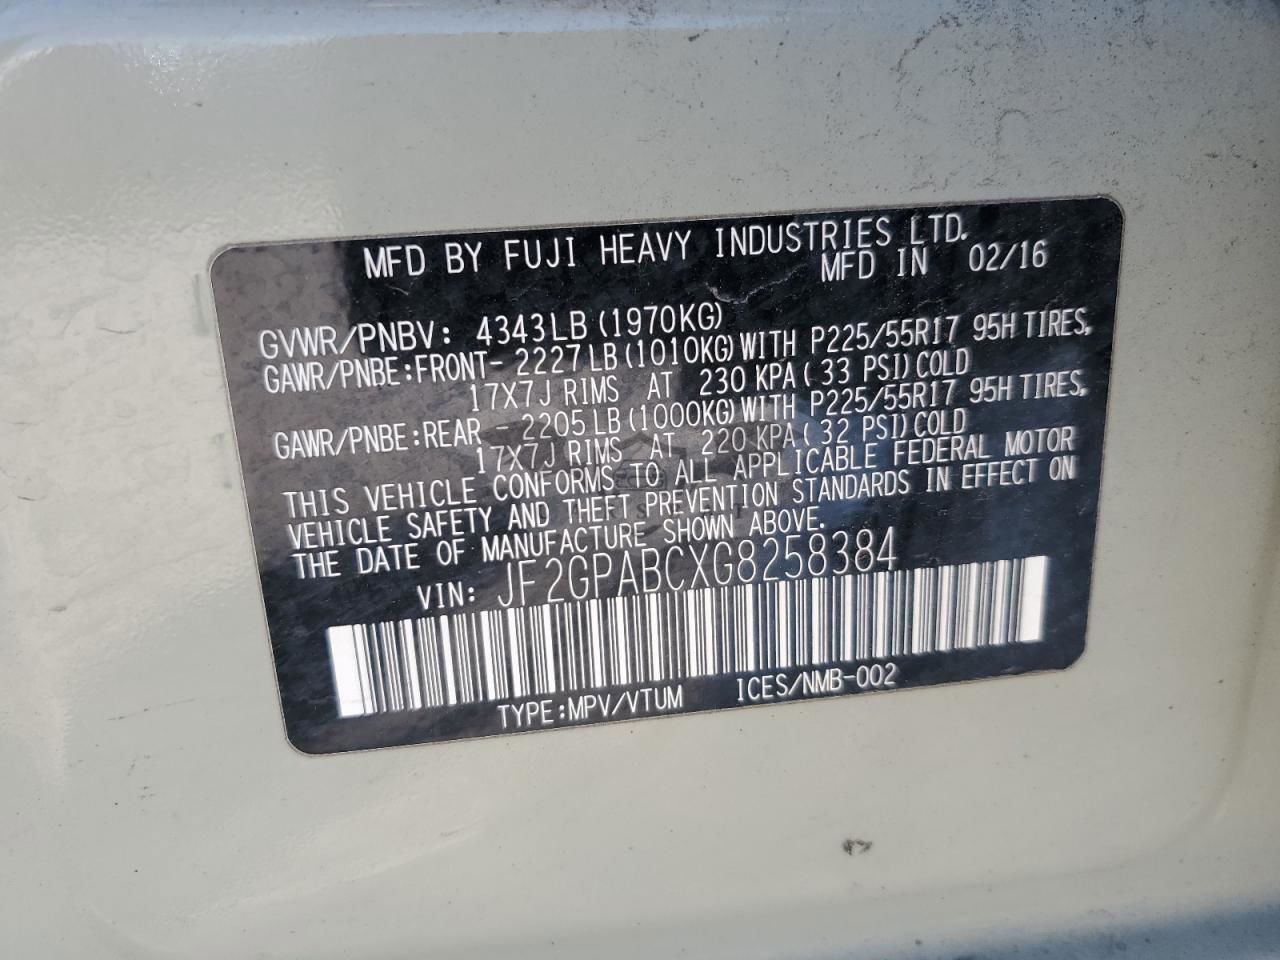 MFD BY FUJI HEAVY INDUSTRIES LTD.
MFD IN 02/16
GVWR/PNBV: 4343LB (1970KG)
GAWR/PNBE:FRONT- 2227LB (1010KG) WITH P225/55R17 95H TIRES,
17X7J RIMS AT 230 KPA (33 PSI) COLD
GAWR/PNBE:REAR - 2205LB (1000KG) WITH P225/55R17 95H TIRES,
17X7J RIMS AT 220 KPA (32 PSI) COLD
THIS VEHICLE CONFORMS TO ALL APPLICABLE FEDERAL MOTOR
VEHICLE SAFETY AND THEFT PREVENTION STANDARDS IN EFFECT ON
THE DATE OF MANUFACTURE SHOWN ABOVE.
VIN: JF2GPABCXG8258384
TYPE:MPV/VTUM ICES/NMB-002